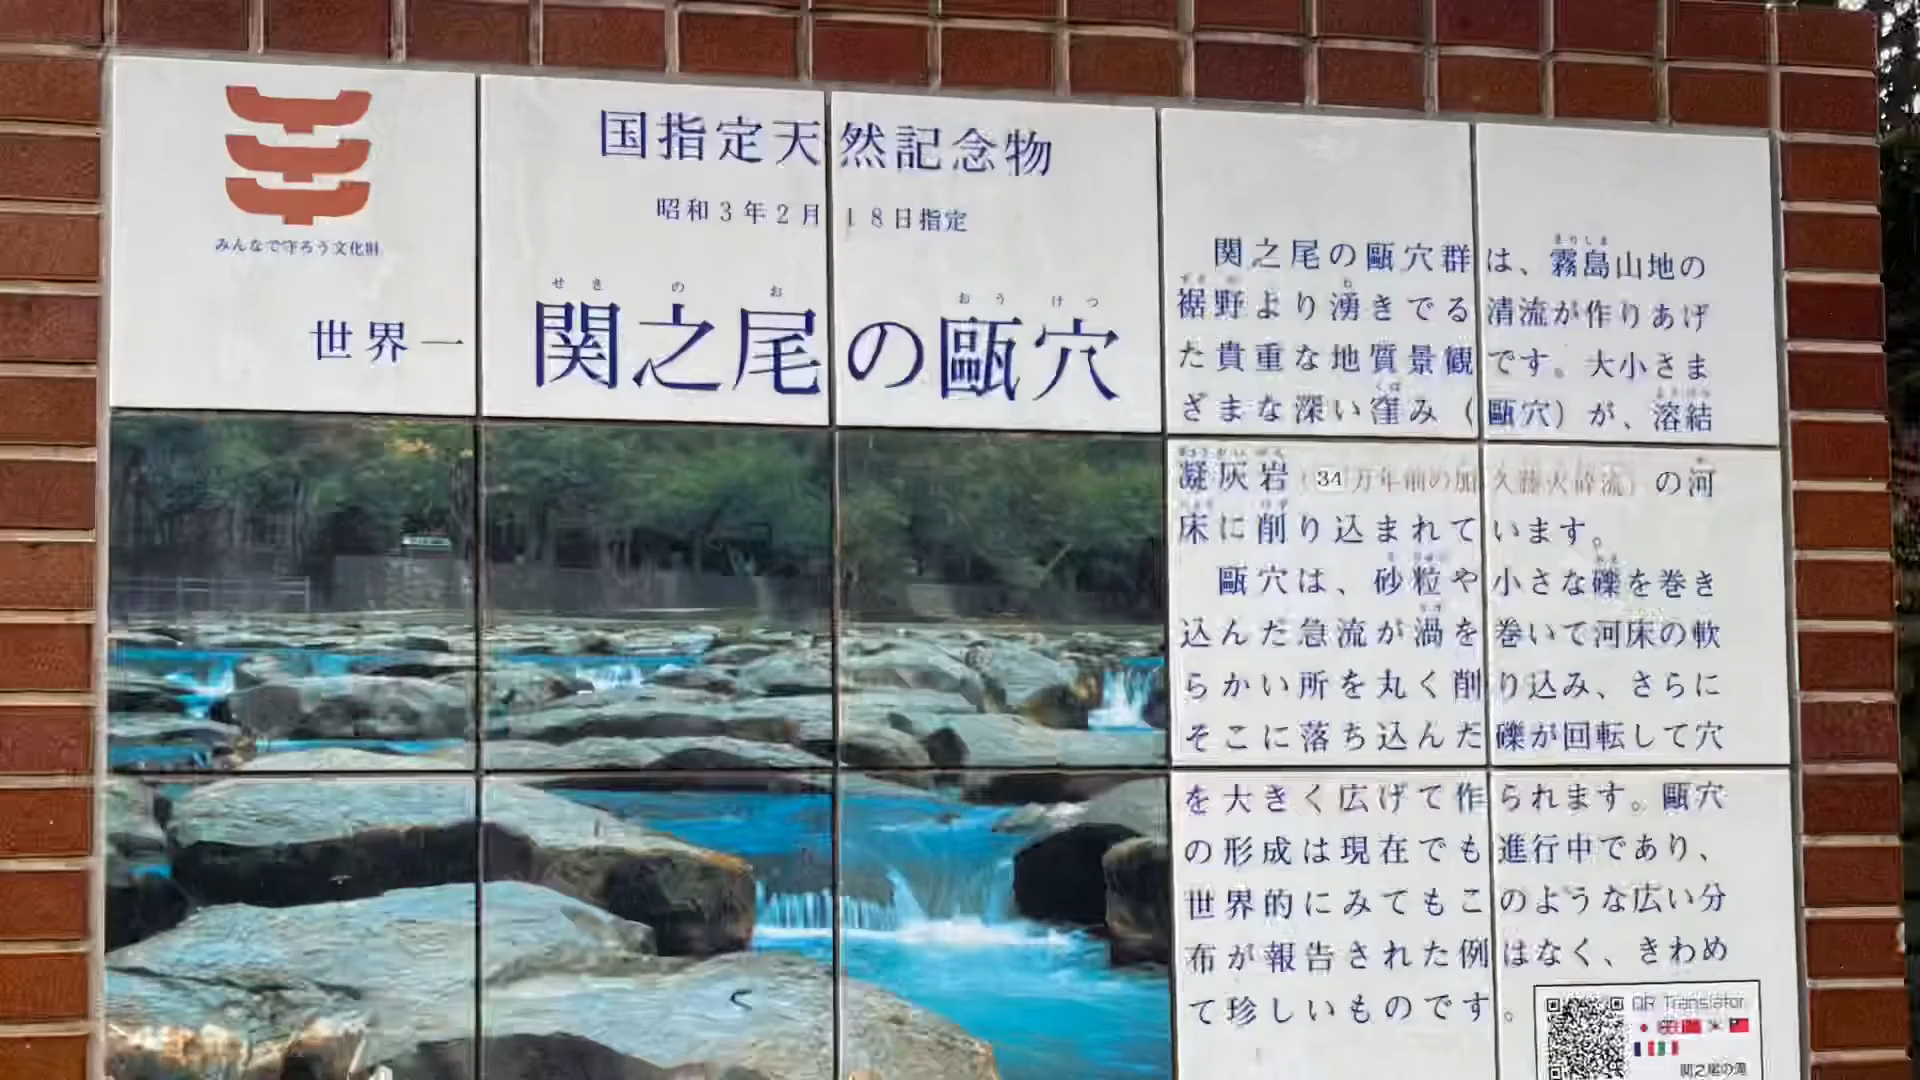 みんなで守ろう文化財
国指定天然記念物
昭和3年2月18日指定
せきのお おうけつ
世界一 関之尾の甌穴
関之尾の甌穴群は、霧島山地の
裾野より湧きでる清流が作りあげ
た貴重な地質景観です。大小さま
ざまな深い窪み（甌穴）が、溶結
凝灰岩（34万年前の加久藤火砕流）の河
床に削り込まれています。
甌穴は、砂粒や小さな礫を巻き
込んだ急流が渦を巻いて河床の軟
らかい所を丸く削り込み、さらに
そこに落ち込んだ礫が回転して穴
を大きく広げて作られます。甌穴
の形成は現在でも進行中であり、
世界的にみてもこのような広い分
布が報告された例はなく、きわめ
て珍しいものです。
QR Translator
関之尾の滝